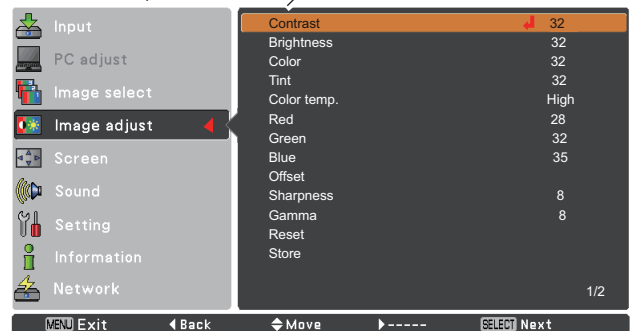 Input
PC adjust
Image select
Image adjust
Screen
Sound
Setting
Information
Network
Contrast 32
Brightness 32
Color 32
Tint 32
Color temp. High
Red 28
Green 32
Blue 35
Offset
Sharpness 8
Gamma 8
Reset
Store
1/2
MENU Exit Back Move ----- SELECT Next